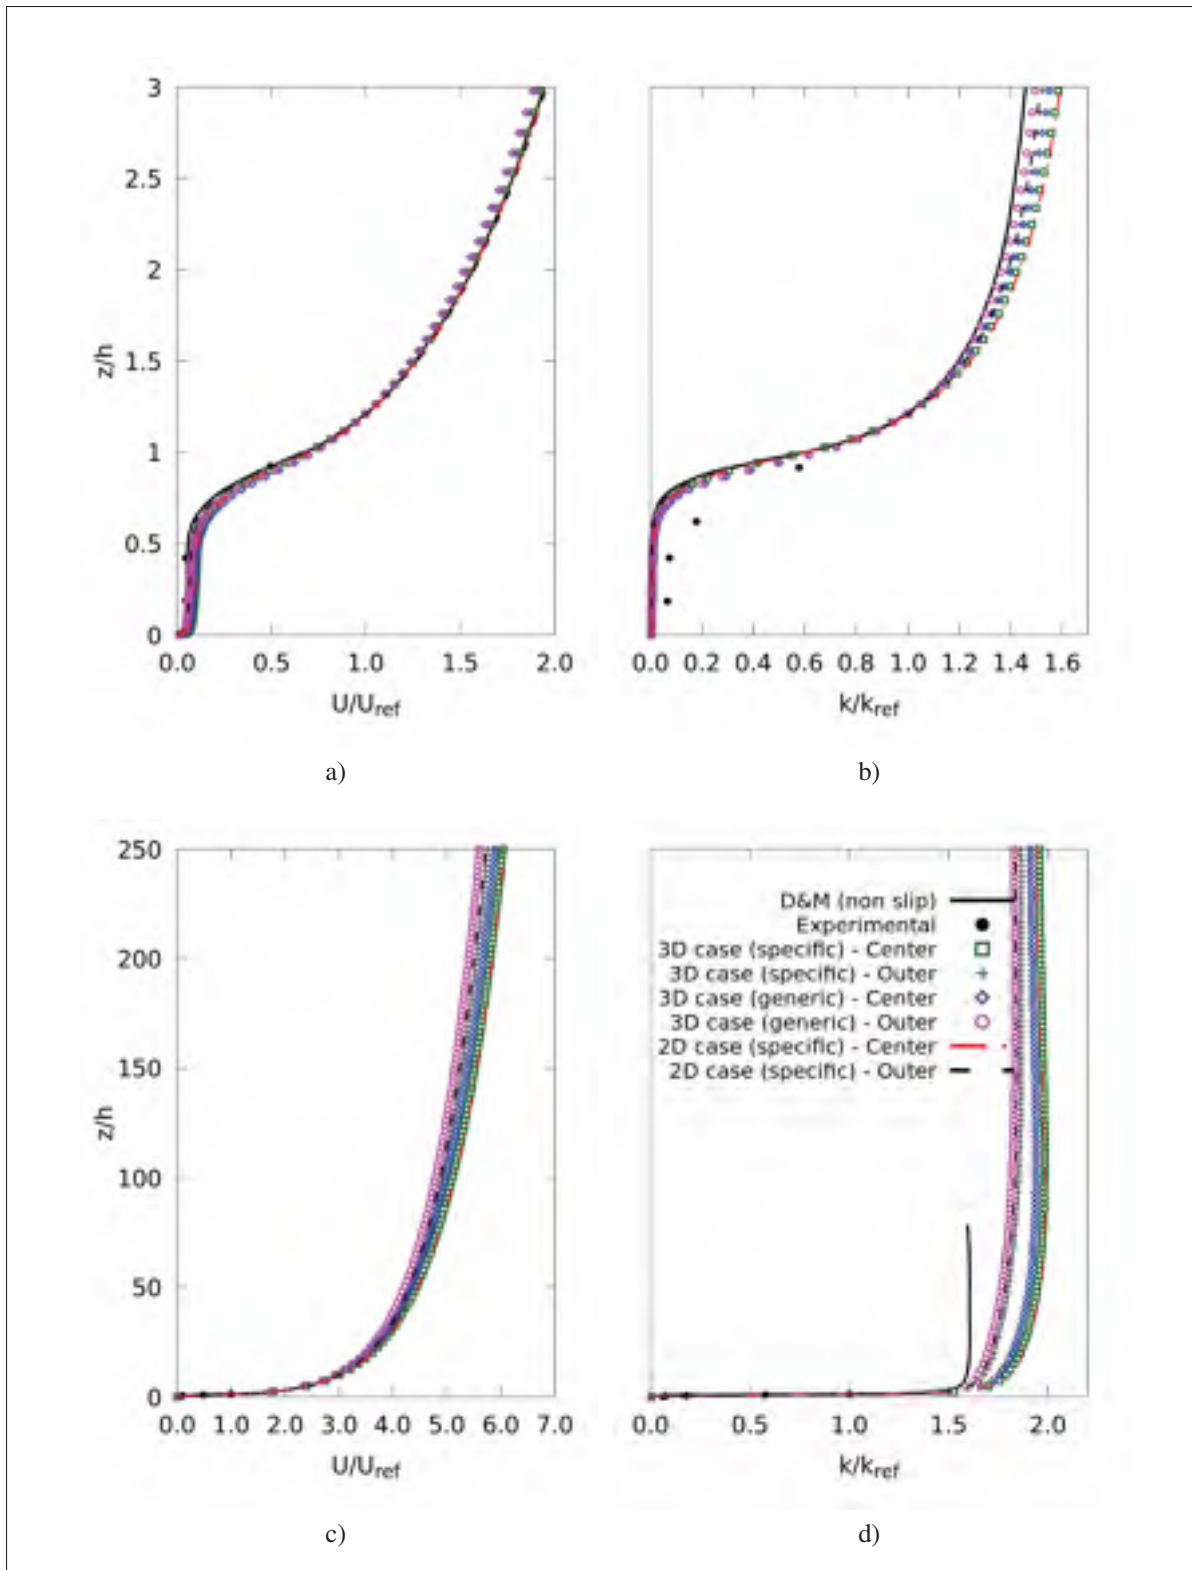 3
2.5
2
1.5
1
0.5
0
z/h
0.0
0.5
1.0
1.5
2.0
U/Uref
a)
0.0 0.2 0.4 0.6 0.8 1.0 1.2 1.4 1.6
k/kref
b)
250
200
150
100
50
0
z/h
0.0 1.0 2.0 3.0 4.0 5.0 6.0 7.0
U/Uref
c)
D&M (non slip)
Experimental
3D case (specific) - Center
3D case (specific) - Outer
3D case (generic) - Center
3D case (generic) - Outer
2D case (specific) - Center
2D case (specific) - Outer
0.0 0.5 1.0 1.5 2.0
k/kref
d)